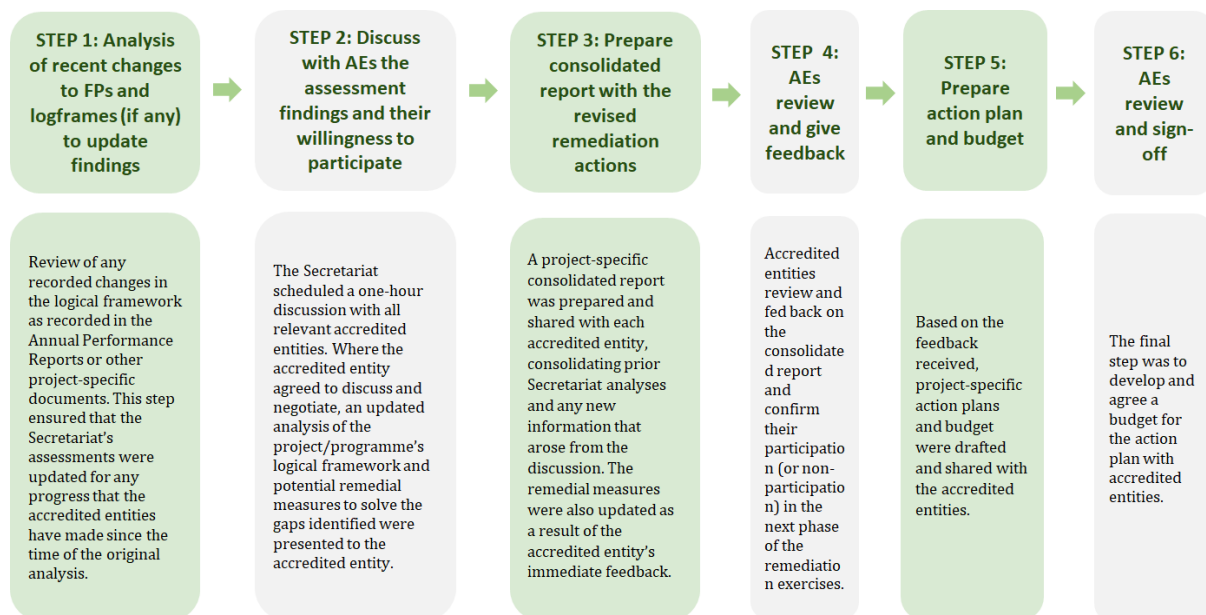 STEP 1: Analysis
of recent changes
to FPs and
logframes (if any)
to update
findings
STEP 2: Discuss
with AEs the
assessment
findings and their
willingness to
participate
STEP 3: Prepare
consolidated
report with the
revised
remediation
actions
STEP 4:
AEs
review
and give
feedback
STEP 5:
Prepare
action plan
and budget
STEP 6:
AEs
review
and sign-
off
Review of any
recorded changes in
the logical framework
as recorded in the
Annual Performance
Reports or other
project-specific
documents. This step
ensured that the
Secretariat's
assessments were
updated for any
progress that the
accredited entities
have made since the
time of the original
analysis.
The Secretariat
scheduled a one-hour
discussion with all
relevant accredited
entities. Where the
accredited entity
agreed to discuss and
negotiate, an updated
analysis of the
project/programme's
logical framework and
potential remedial
measures to solve the
gaps identified were
presented to the
accredited entity.
A project-specific
consolidated report
was prepared and
shared with each
accredited entity,
consolidating prior
Secretariat analyses
and any new
information that
arose from the
discussion. The
remedial measures
were also updated as
a result of the
accredited entity's
immediate feedback.
Accredited
entities
review and
fed back on
the
consolidate
d report
and
confirm
their
participatio
n (or non-
participatio
n) in the
next phase
of the
remediatio
n exercises.
Based on the
feedback
received,
project-specific
action plans
and budget
were drafted
and shared with
the accredited
entities.
The final
step was to
develop and
agree a
budget for
the action
plan with
accredited
entities.